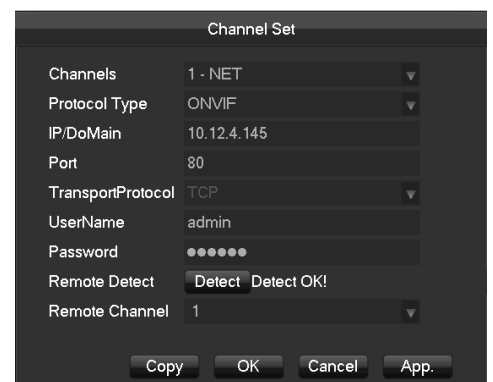 Channel Set
Channels 1 - NET
Protocol Type ONVIF
IP/DoMain 10.12.4.145
Port 80
TransportProtocol TCP
UserName admin
Password ●●●●●●
Remote Detect Detect Detect OK!
Remote Channel 1
Copy OK Cancel App.